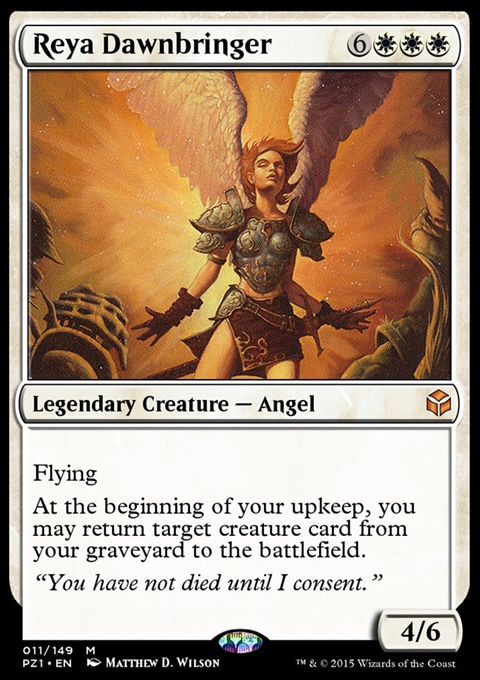 Reya Dawnbringer 6
Legendary Creature — Angel
Flying
At the beginning of your upkeep, you
may return target creature card from
your graveyard to the battlefield.
“You have not died until I consent.”
4/6
011/149 M
PZ1 • EN Matthew D. Wilson
™ & © 2015 Wizards of the Coast